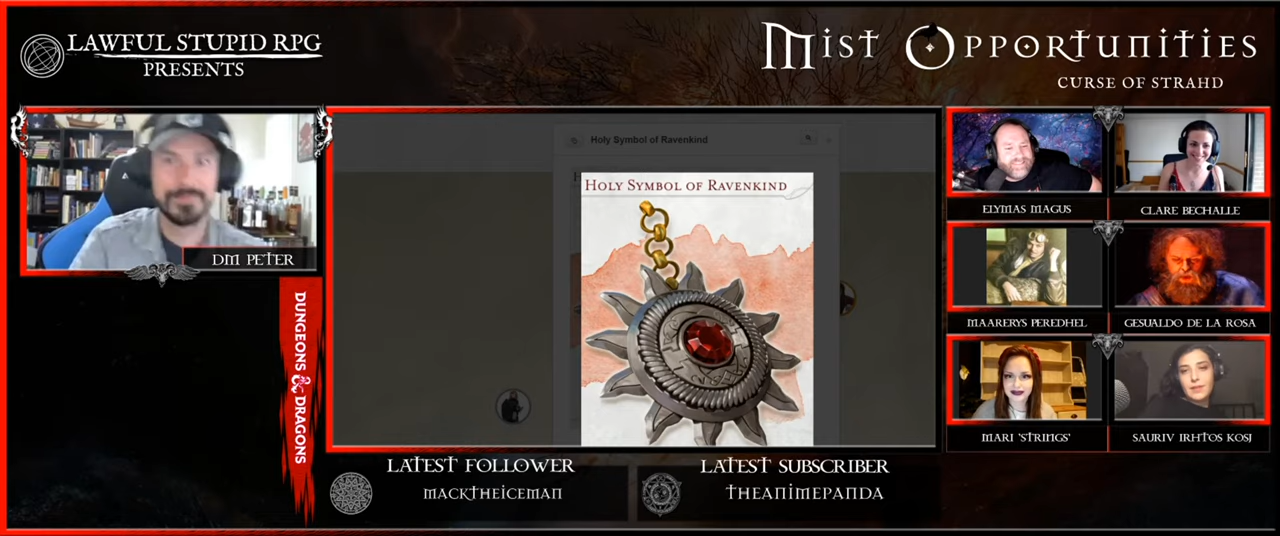 LAWFUL STUPID RPG
PRESENTS
MIST OPPORTUNITIES
CURSE OF STRAHD
DM PETER
DUNGEONS & DRAGONS
Holy Symbol of Ravenkind
HOLY SYMBOL OF RAVENKIND
ELYMAS MAGUS
CLARE BECHALLE
MAARERYS PEREDHEL
GESUALDO DE LA ROSA
MARI 'STRINGS'
SAURIV IRHTOS KOSJ
LATEST FOLLOWER
MACKTHEICEMAN
LATEST SUBSCRIBER
THEANIMEPANDA